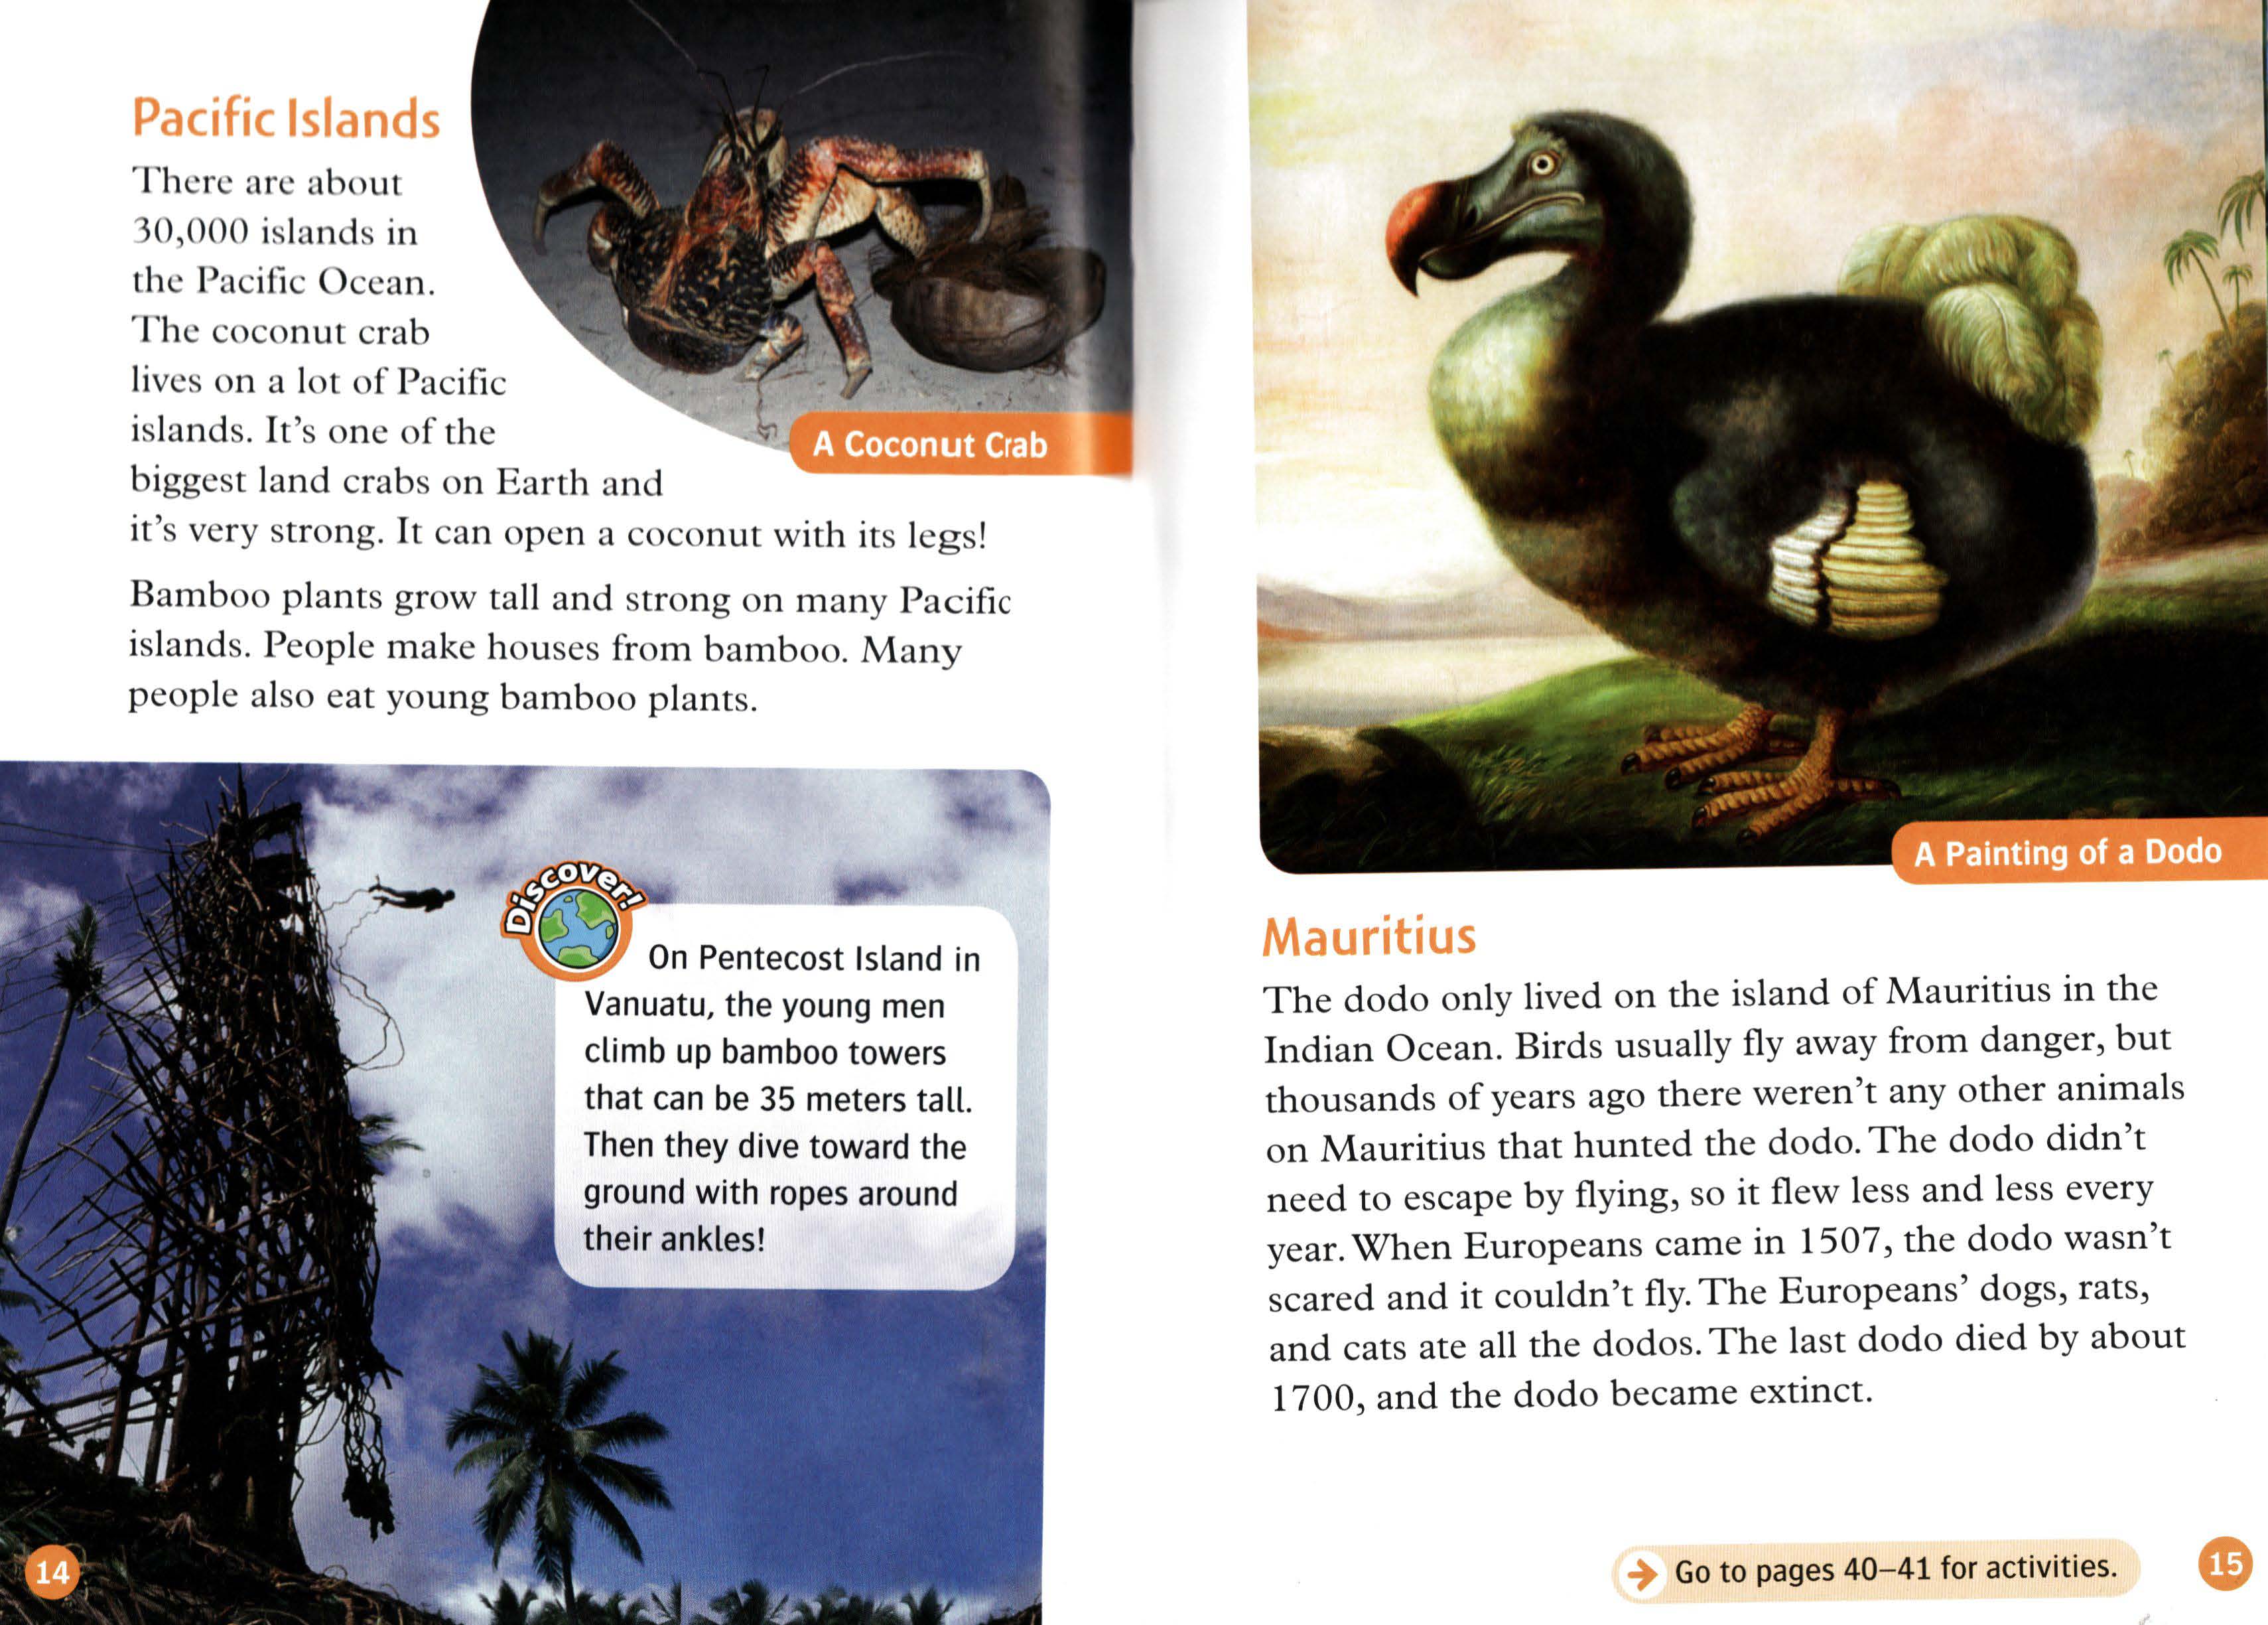 Pacific Islands
There are about
30,000 islands in
the Pacific Ocean.
The coconut crab
lives on a lot of Pacific
islands. It's one of the
biggest land crabs on Earth and
it's very strong. It can open a coconut with its legs!
Bamboo plants grow tall and strong on many Pacific
islands. People make houses from bamboo. Many
people also eat young bamboo plants.
A Coconut Crab
Discover!
On Pentecost Island in
Vanuatu, the young men
climb up bamboo towers
that can be 35 meters tall.
Then they dive toward the
ground with ropes around
their ankles!
14
A Painting of a Dodo
Mauritius
The dodo only lived on the island of Mauritius in the
Indian Ocean. Birds usually fly away from danger, but
thousands of years ago there weren't any other animals
on Mauritius that hunted the dodo. The dodo didn't
need to escape by flying, so it flew less and less every
year. When Europeans came in 1507, the dodo wasn't
scared and it couldn't fly. The Europeans' dogs, rats,
and cats ate all the dodos. The last dodo died by about
1700, and the dodo became extinct.
Go to pages 40–41 for activities.
15